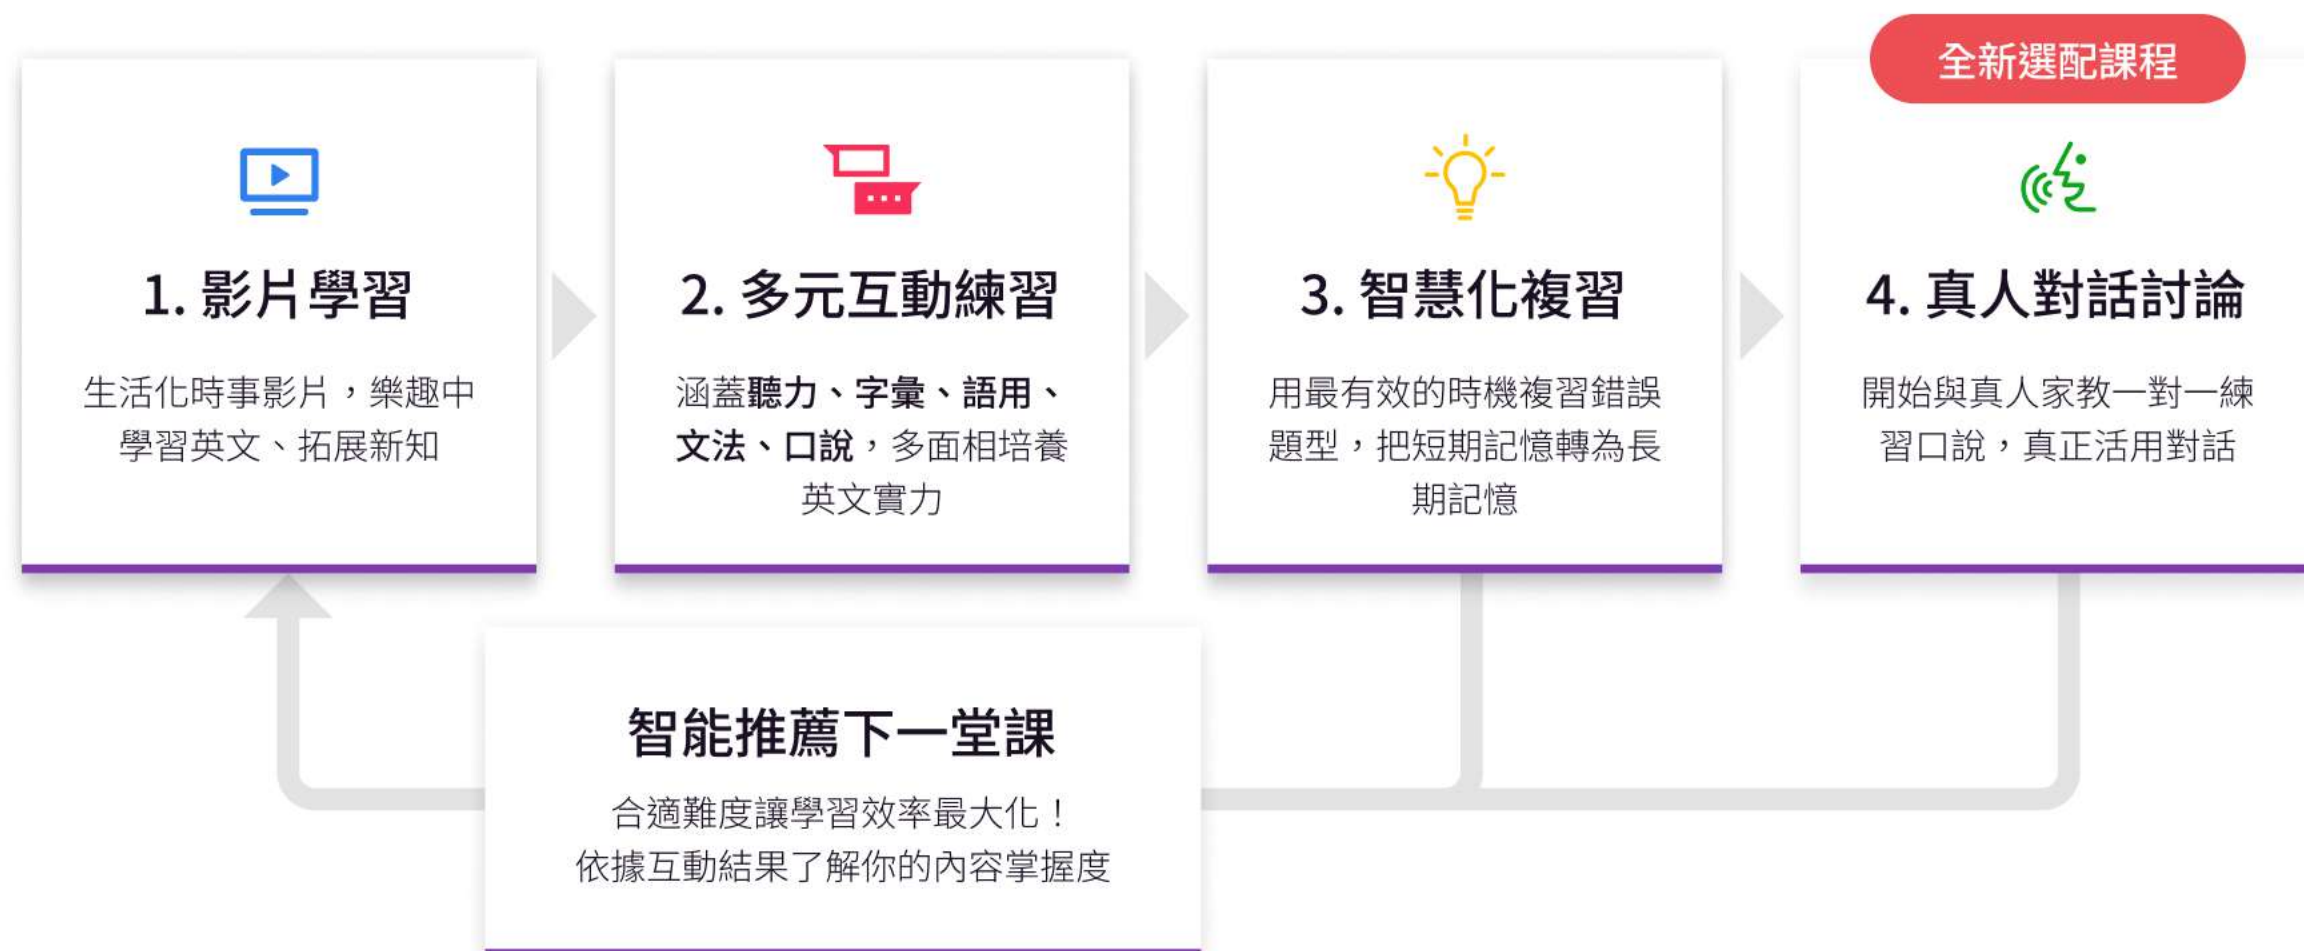 1. 影片學習
生活化時事影片，樂趣中
學習英文、拓展新知
2. 多元互動練習
涵蓋聽力、字彙、語用、
文法、口說，多面相培養
英文實力
3. 智慧化複習
用最有效的時機複習錯誤
題型，把短期記憶轉為長
期記憶
全新選配課程
4. 真人對話討論
開始與真人家教一對一練
習口說，真正活用對話
智能推薦下一堂課
合適難度讓學習效率最大化！
依據互動結果了解你的內容掌握度